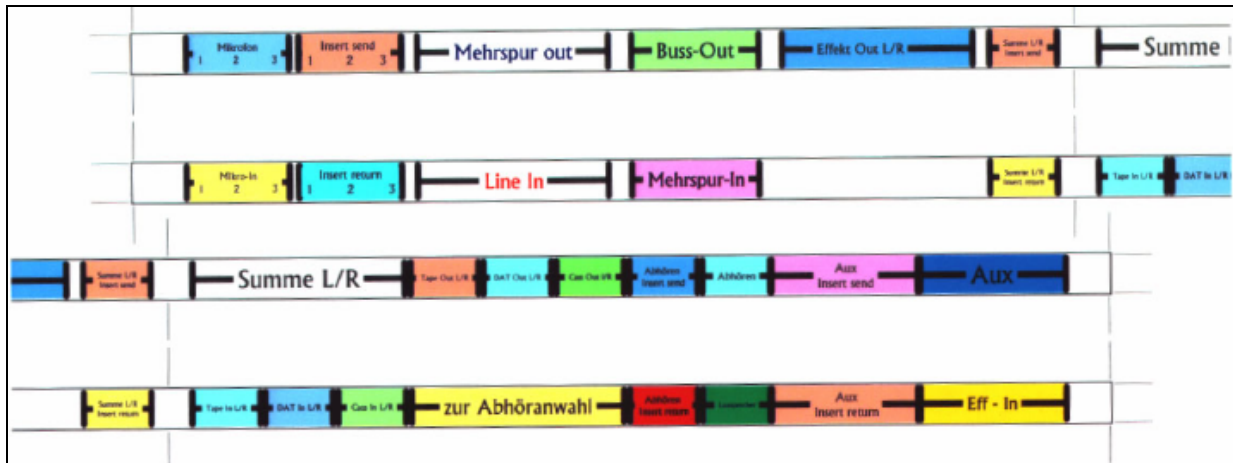 Mikrofon
1 2 3
Insert send
1 2 3
Mehrspur out
Buss-Out
Effekt Out L/R
Summe L/R
Insert send
Summe
Mikro-In
1 2 3
Insert return
1 2 3
Line In
Mehrspur-In
Summe L/R
Insert return
Tape In L/R
DAT In L/R
Summe L/R
Insert send
Summe L/R
Tape Out L/R
DAT Out L/R
Cass Out L/R
Abhören
Insert send
Abhören
Aux
Insert send
Aux
Summe L/R
Insert return
Tape In L/R
DAT In L/R
Cass In L/R
zur Abhöranwahl
Abhören
Insert return
Aux
Insert return
Eff - In